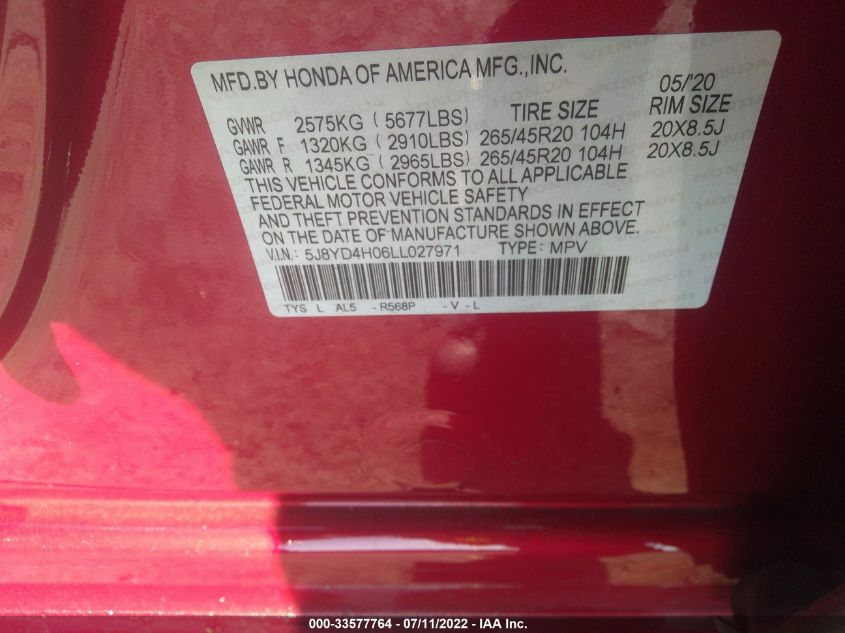 MFD.BY HONDA OF AMERICA MFG.,INC. 05/'20
GVWR 2575KG (5677LBS) TIRE SIZE RIM SIZE
GAWR F 1320KG (2910LBS) 265/45R20 104H 20X8.5J
GAWR R 1345KG (2965LBS) 265/45R20 104H 20X8.5J
THIS VEHICLE CONFORMS TO ALL APPLICABLE
FEDERAL MOTOR VEHICLE SAFETY
AND THEFT PREVENTION STANDARDS IN EFFECT
ON THE DATE OF MANUFACTURE SHOWN ABOVE.
V.I.N.: 5J8YD4H06LL027971 TYPE: MPV
TYS L AL5 - R568P - V - L
000-33577764 - 07/11/2022 - IAA Inc.